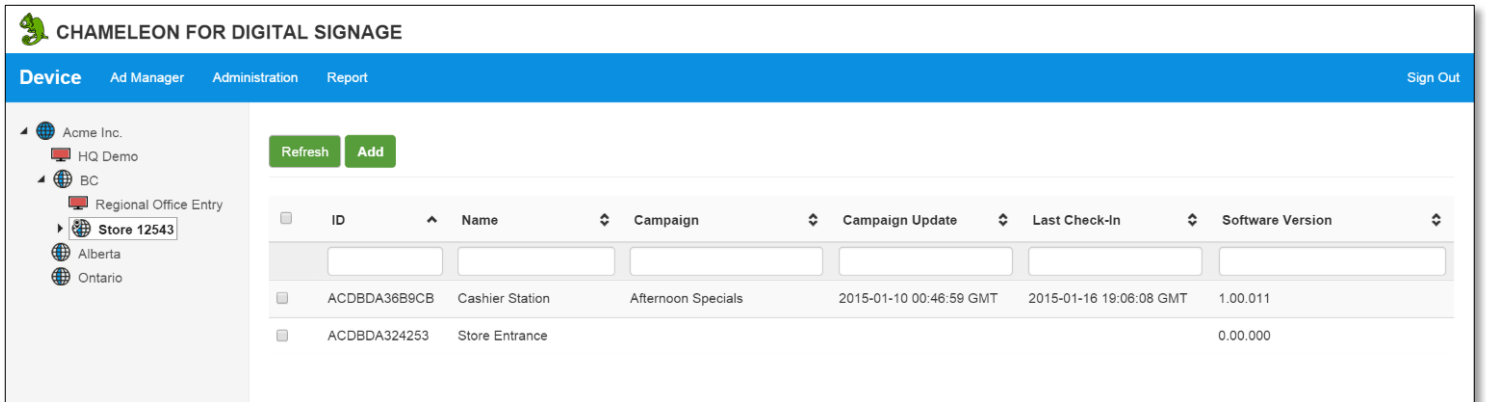 CHAMELEON FOR DIGITAL SIGNAGE
Device Ad Manager Administration Report Sign Out
Acme Inc.
HQ Demo
BC
Regional Office Entry
Store 12543
Alberta
Ontario
Refresh Add
ID Name Campaign Campaign Update Last Check-In Software Version
ACDBDA36B9CB Cashier Station Afternoon Specials 2015-01-10 00:46:59 GMT 2015-01-16 19:06:08 GMT 1.00.011
ACDBDA324253 Store Entrance 0.00.000